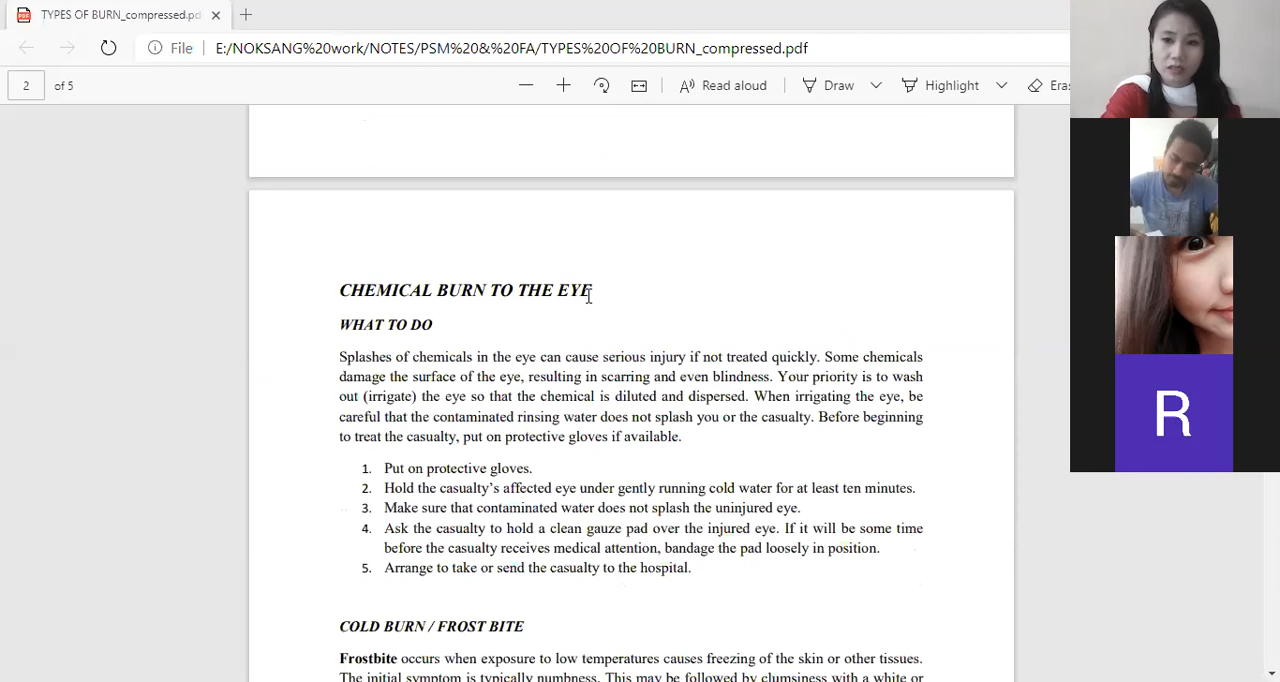 TYPES OF BURN_compressed.pd
File E:/NOKSANG%20work/NOTES/PSM%20&%20FA/TYPES%20OF%20BURN_compressed.pdf
2 of 5 Read aloud Draw Highlight Eras
CHEMICAL BURN TO THE EYE
WHAT TO DO
Splashes of chemicals in the eye can cause serious injury if not treated quickly. Some chemicals
damage the surface of the eye, resulting in scarring and even blindness. Your priority is to wash
out (irrigate) the eye so that the chemical is diluted and dispersed. When irrigating the eye, be
careful that the contaminated rinsing water does not splash you or the casualty. Before beginning
to treat the casualty, put on protective gloves if available.
1. Put on protective gloves.
2. Hold the casualty's affected eye under gently running cold water for at least ten minutes.
3. Make sure that contaminated water does not splash the uninjured eye.
4. Ask the casualty to hold a clean gauze pad over the injured eye. If it will be some time
before the casualty receives medical attention, bandage the pad loosely in position.
5. Arrange to take or send the casualty to the hospital.
COLD BURN / FROST BITE
Frostbite occurs when exposure to low temperatures causes freezing of the skin or other tissues.
The initial symptom is typically numbness. This may be followed by clumsiness with a white or
R